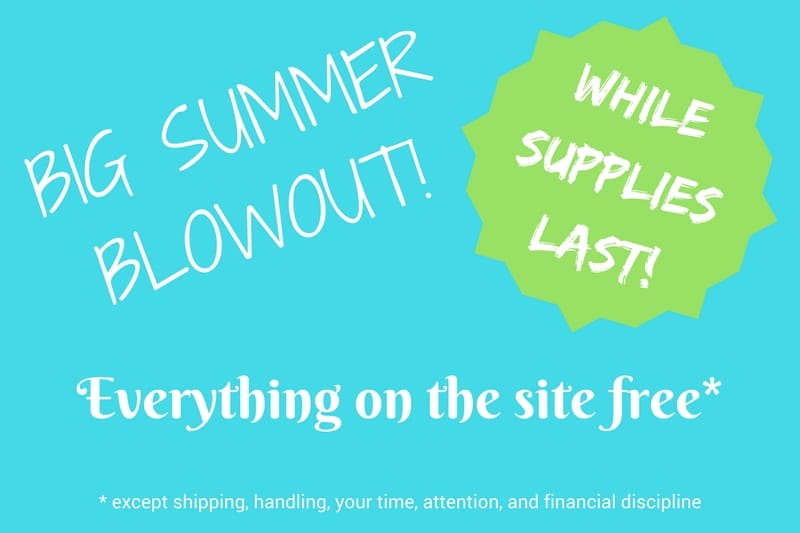 BIG SUMMER
BLOWOUT!
WHILE
SUPPLIES
LAST!
Everything on the site free*
* except shipping, handling, your time, attention, and financial discipline